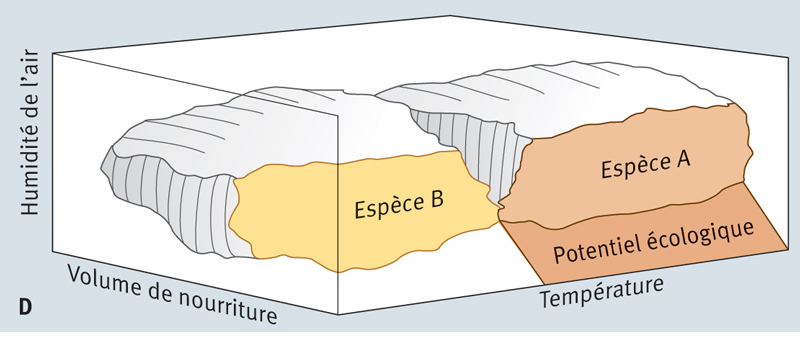 Humidité de l'air
Espèce A
Espèce B
Potentiel écologique
Volume de nourriture
Température
D